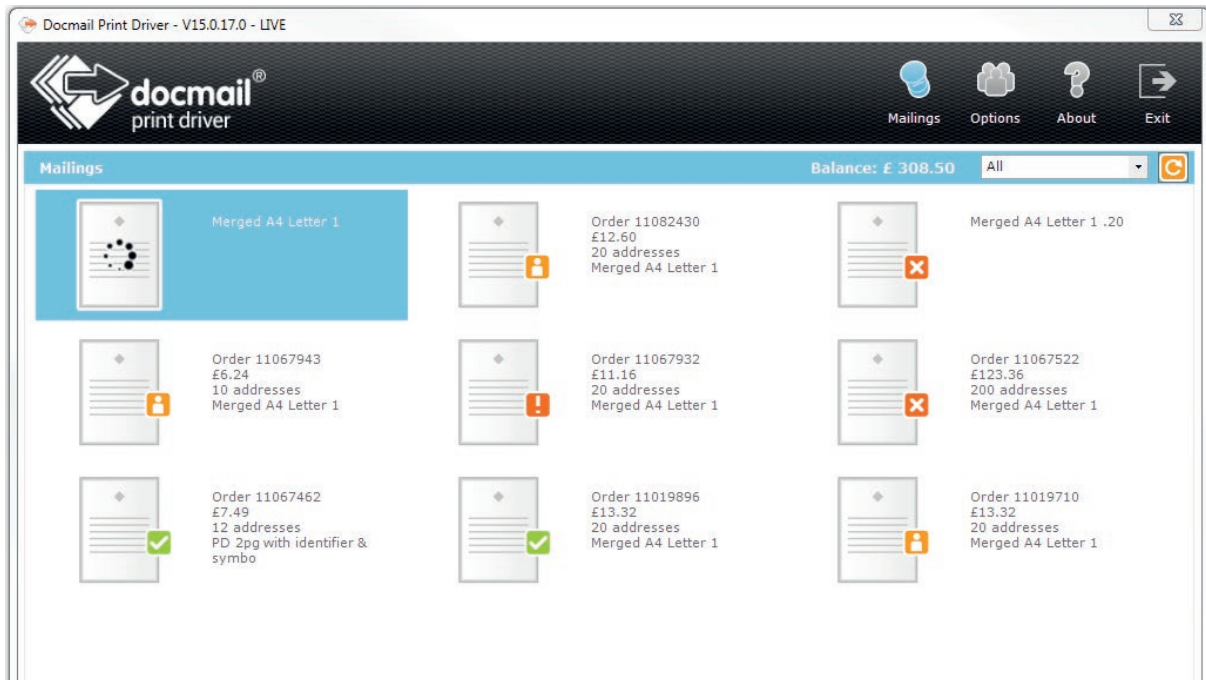 Docmail Print Driver - V15.0.17.0 - LIVE
docmail®
print driver
Mailings
Options
About
Exit
Mailings
Balance: £ 308.50
All
Merged A4 Letter 1
Order 11082430
£12.60
20 addresses
Merged A4 Letter 1
Merged A4 Letter 1 .20
Order 11067943
£6.24
10 addresses
Merged A4 Letter 1
Order 11067932
£11.16
20 addresses
Merged A4 Letter 1
Order 11067522
£123.36
200 addresses
Merged A4 Letter 1
Order 11067462
£7.49
12 addresses
PD 2pg with identifier &
symbo
Order 11019896
£13.32
20 addresses
Merged A4 Letter 1
Order 11019710
£13.32
20 addresses
Merged A4 Letter 1